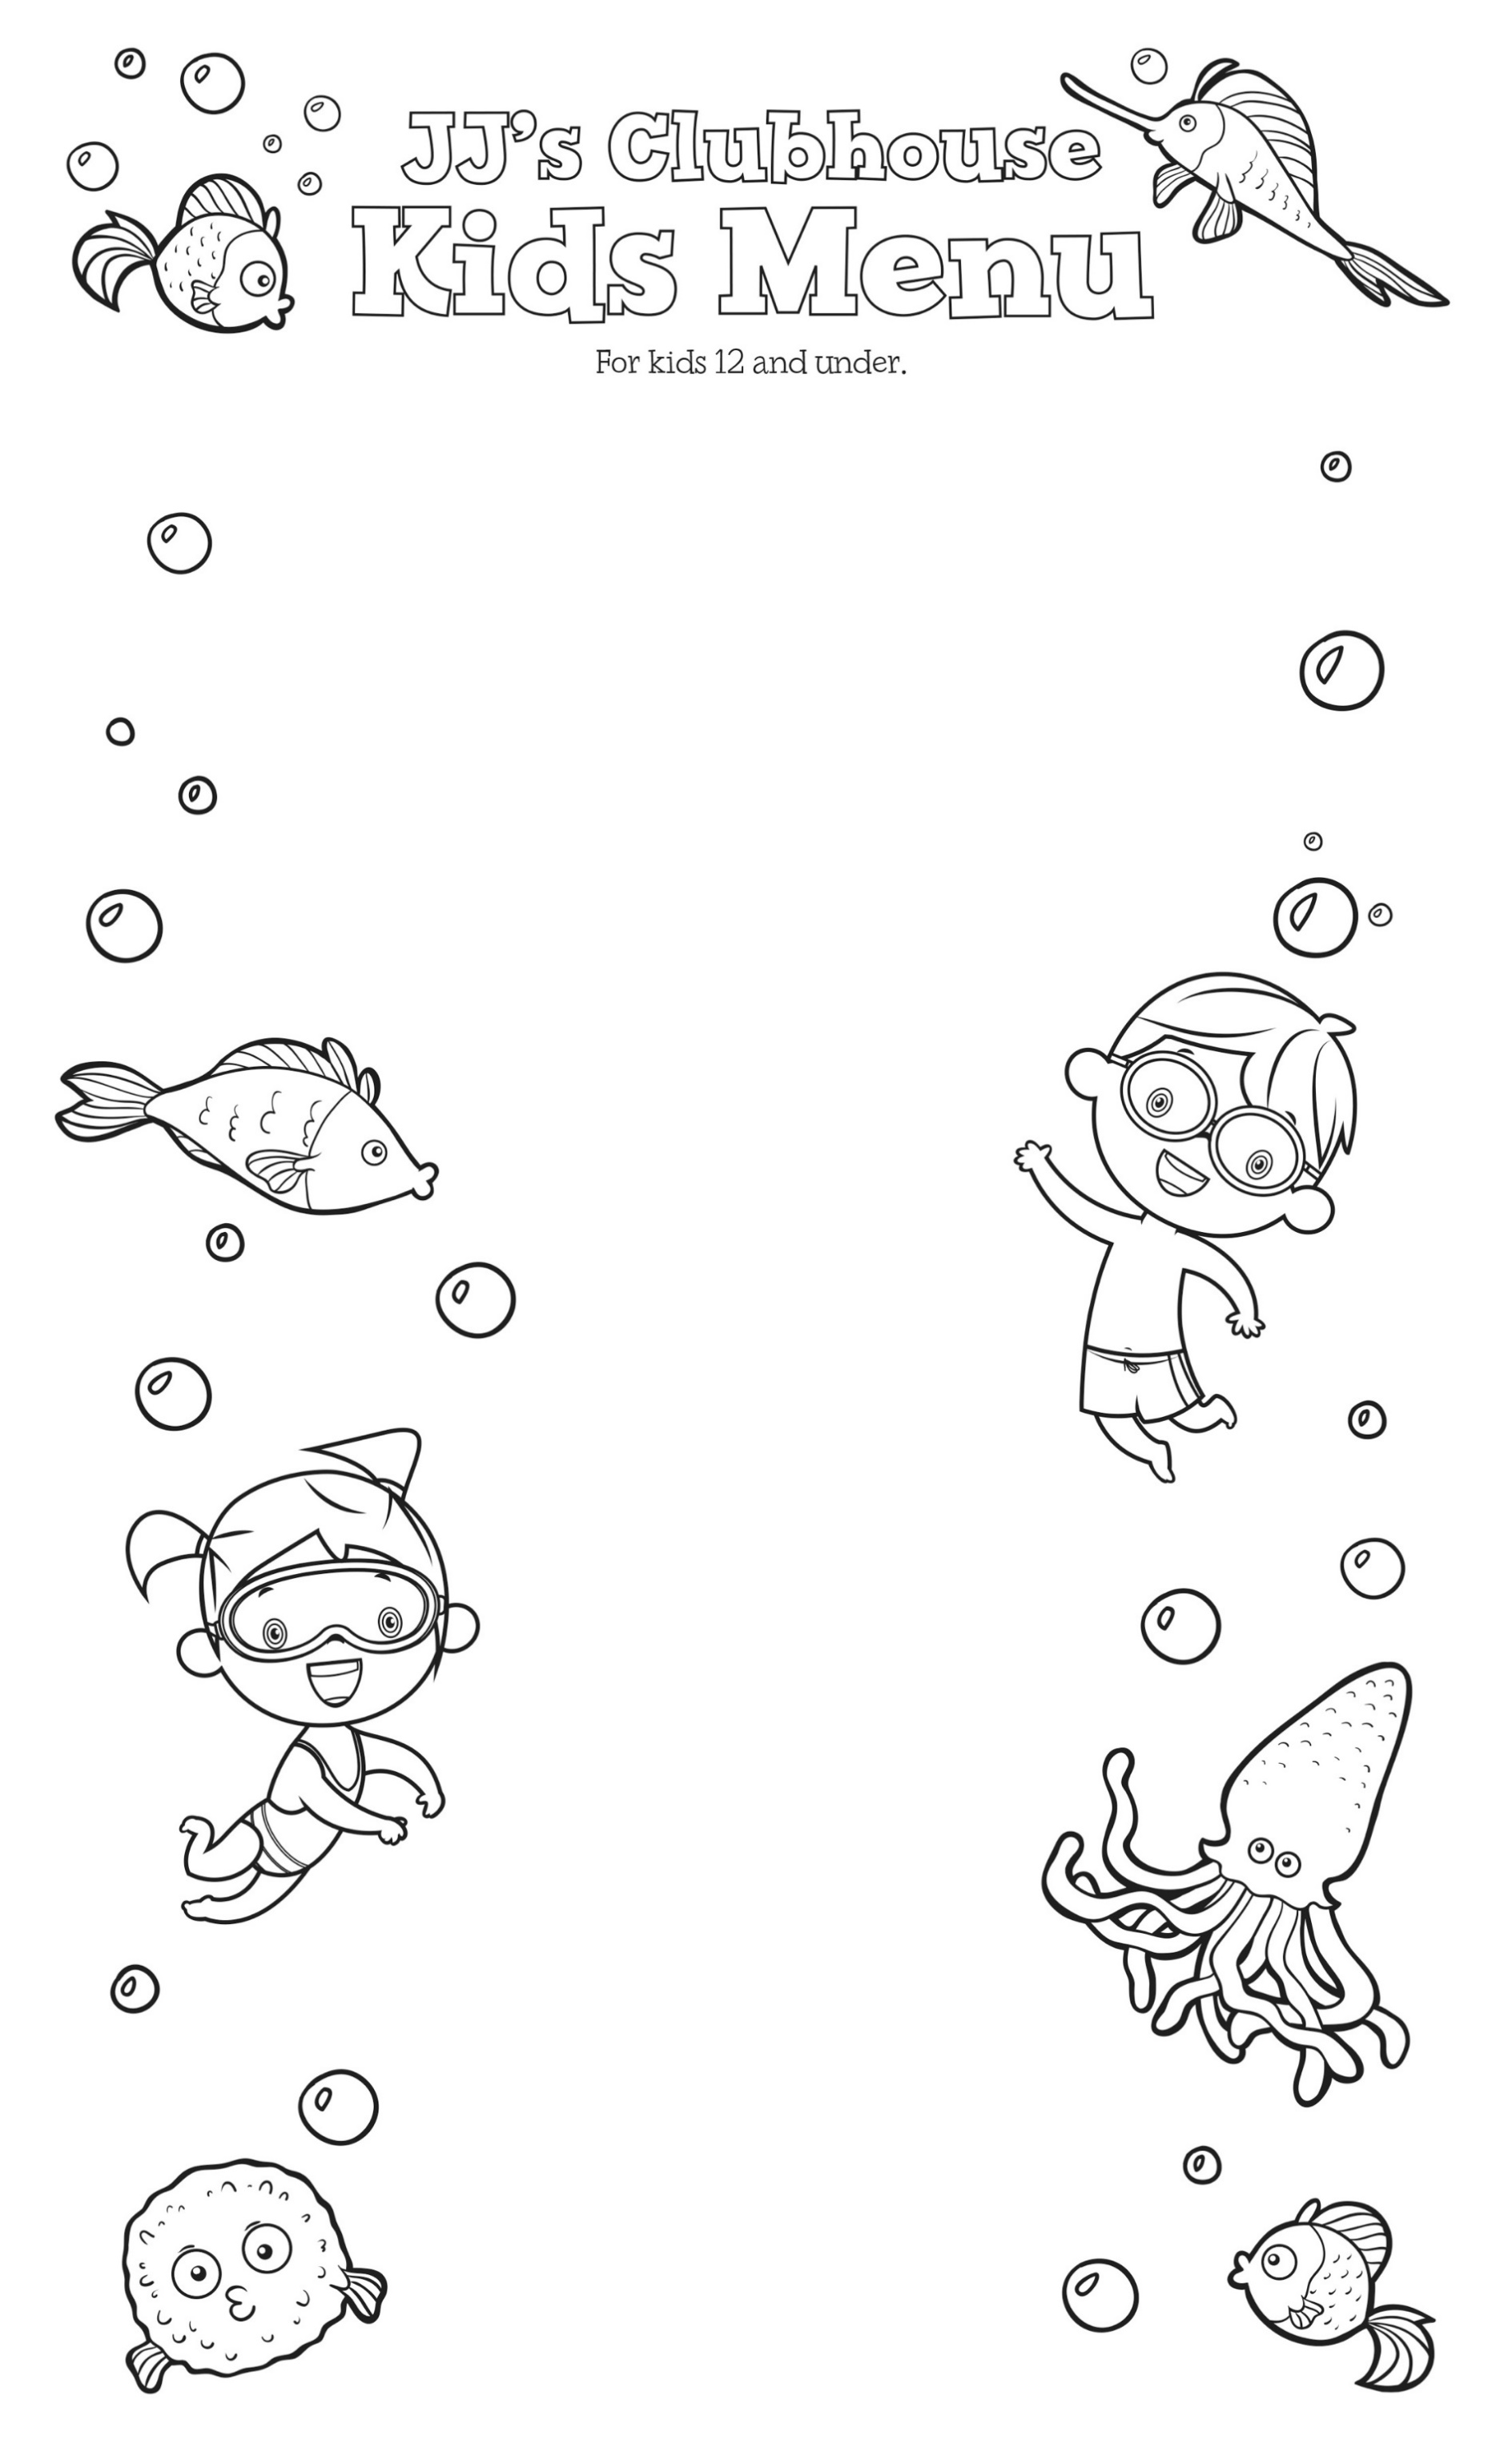 JJ's Clubhouse
Kids Menu
For kids 12 and under.